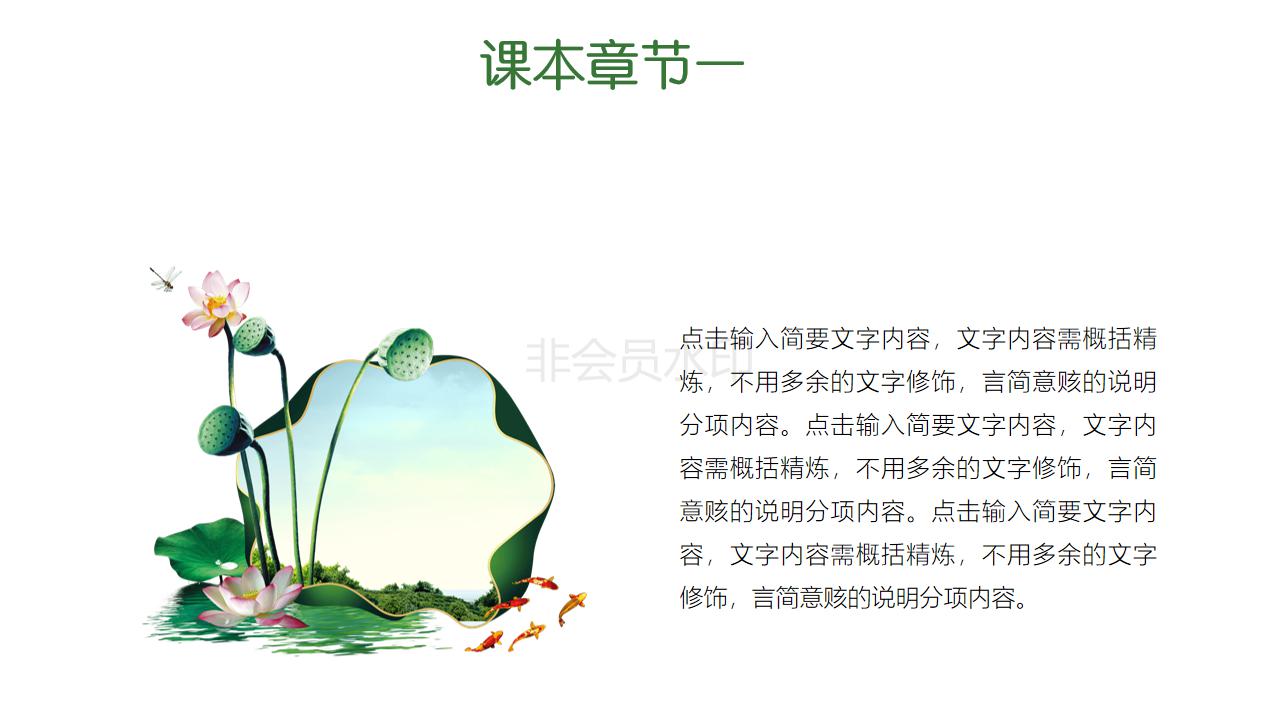 课本章节一
非会员水印
点击输入简要文字内容，文字内容需概括精
炼，不用多余的文字修饰，言简意赅的说明
分项内容。点击输入简要文字内容，文字内
容需概括精炼，不用多余的文字修饰，言简
意赅的说明分项内容。点击输入简要文字内
容，文字内容需概括精炼，不用多余的文字
修饰，言简意赅的说明分项内容。